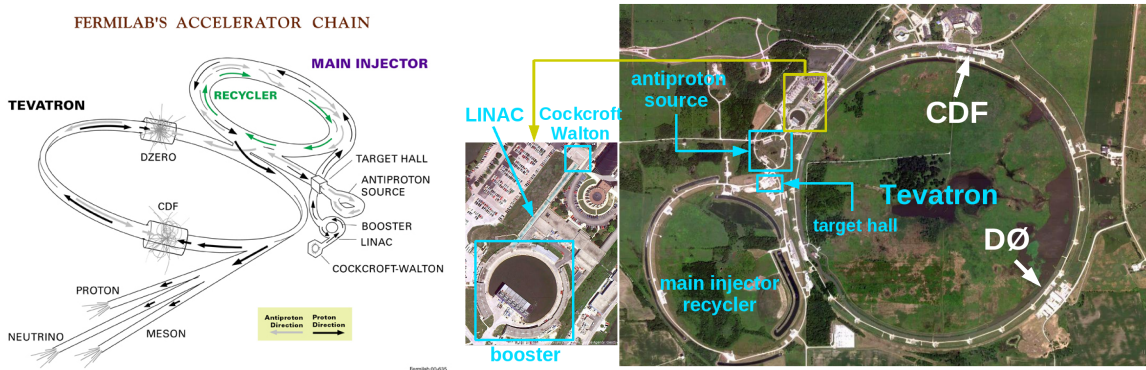 FERMILAB'S ACCELERATOR CHAIN
MAIN INJECTOR
RECYCLER
TEVATRON
DZERO
TARGET HALL
ANTIPROTON
SOURCE
CDF
BOOSTER
LINAC
COCKCROFT-WALTON
PROTON
NEUTRINO
MESON
Antiproton
Direction
Proton
Direction
antiproton
source
LINAC
Cockcroft
Walton
booster
CDF
Tevatron
target hall
DØ
main injector
recycler